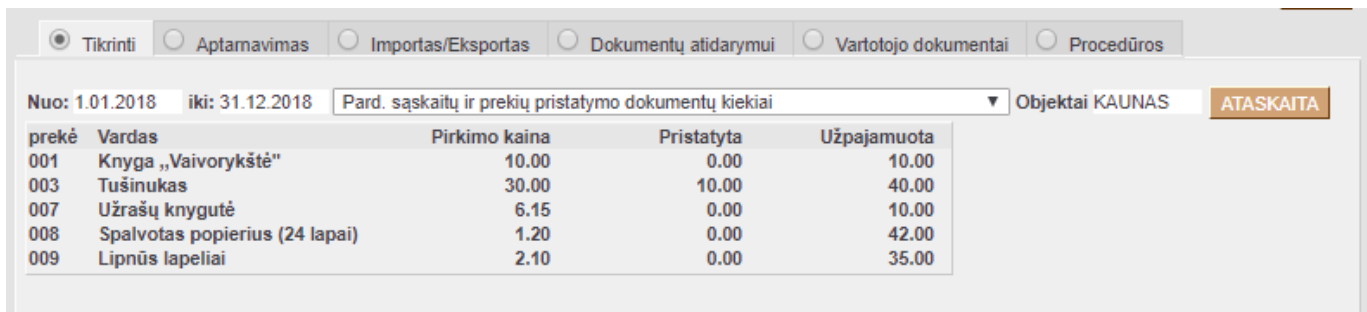 Tikrinti Aptarnavimas Importas/Eksportas Dokumentų atidarymui Vartotojo dokumentai Procedūros
Nuo: 1.01.2018 iki: 31.12.2018 Pard. sąskaitų ir prekių pristatymo dokumentų kiekiai Objektai KAUNAS ATASKAITA
prekė Vardas Pirkimo kaina Pristatyta Užpajamuota
001 Knyga ,,Vaivorykštė" 10.00 0.00 10.00
003 Tušinukas 30.00 10.00 40.00
007 Užrašų knygutė 6.15 0.00 10.00
008 Spalvotas popierius (24 lapai) 1.20 0.00 42.00
009 Lipnūs lapeliai 2.10 0.00 35.00